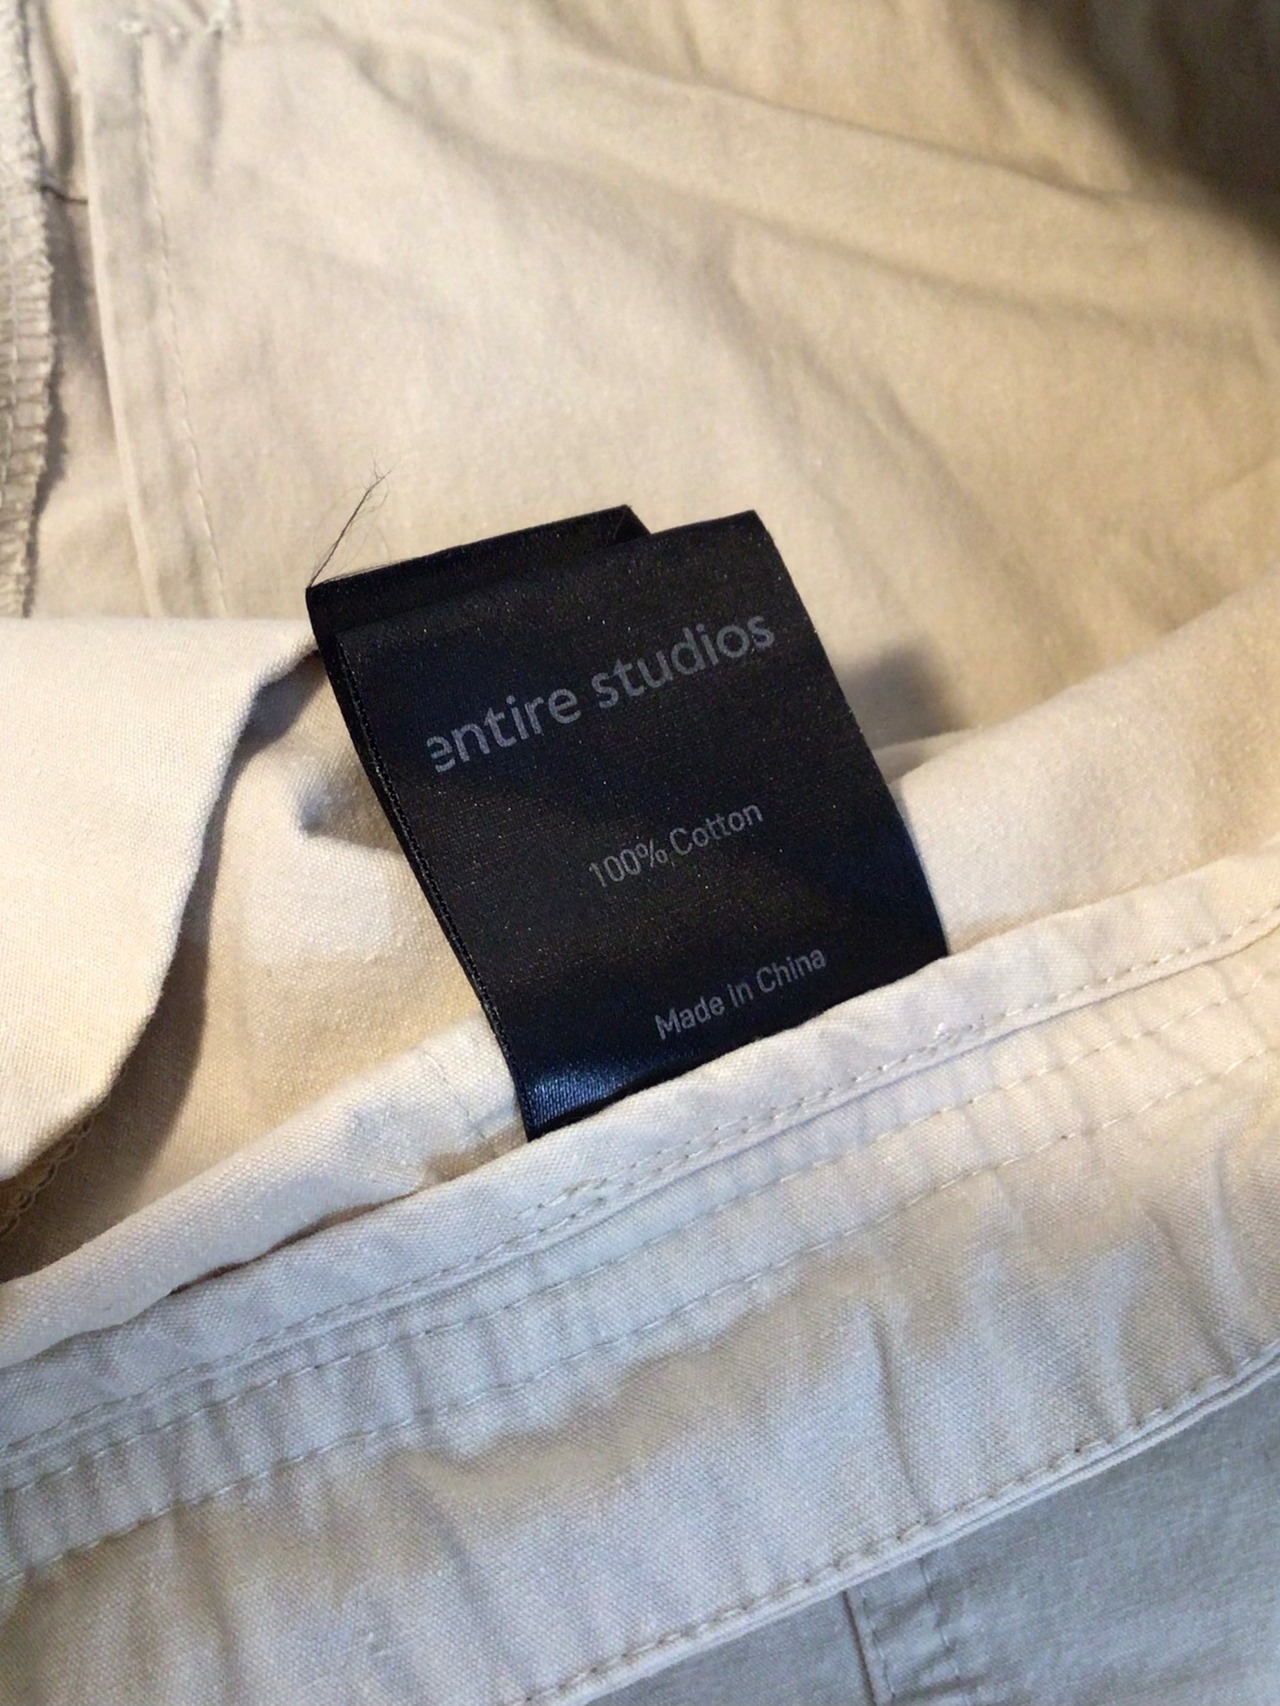 entire studios
100% Cotton
Made in China